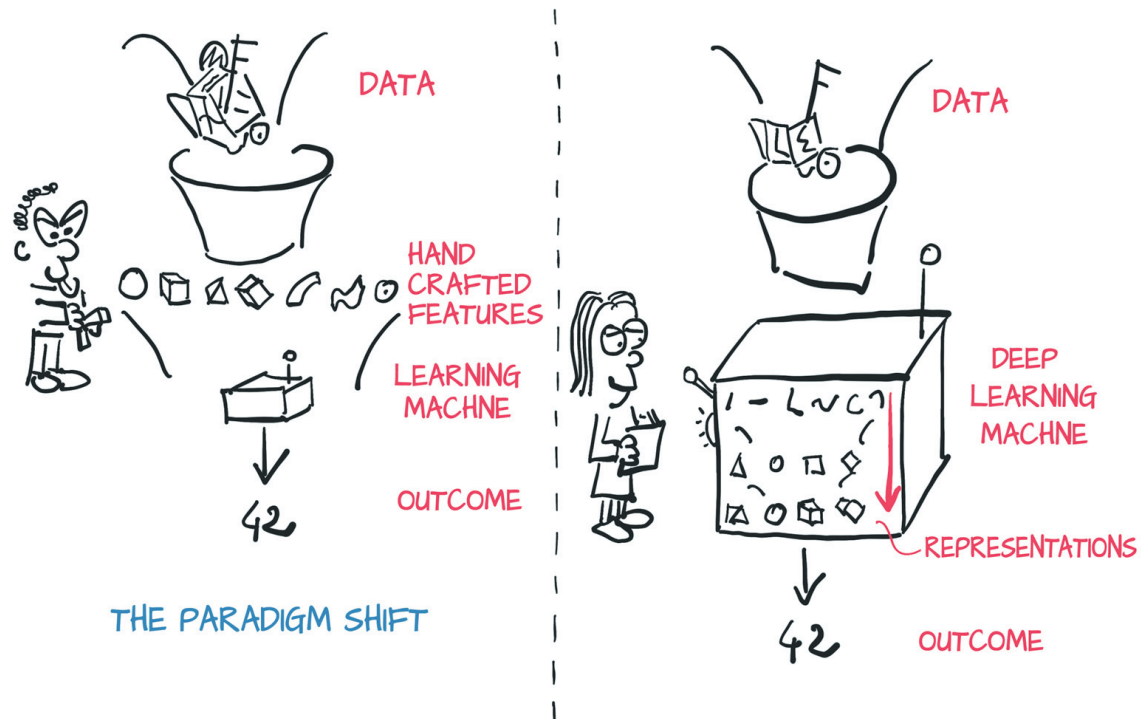 DATA
HAND
CRAFTED
FEATURES
LEARNING
MACHNE
OUTCOME
42
THE PARADIGM SHIFT
DATA
DEEP
LEARNING
MACHNE
REPRESENTATIONS
42
OUTCOME